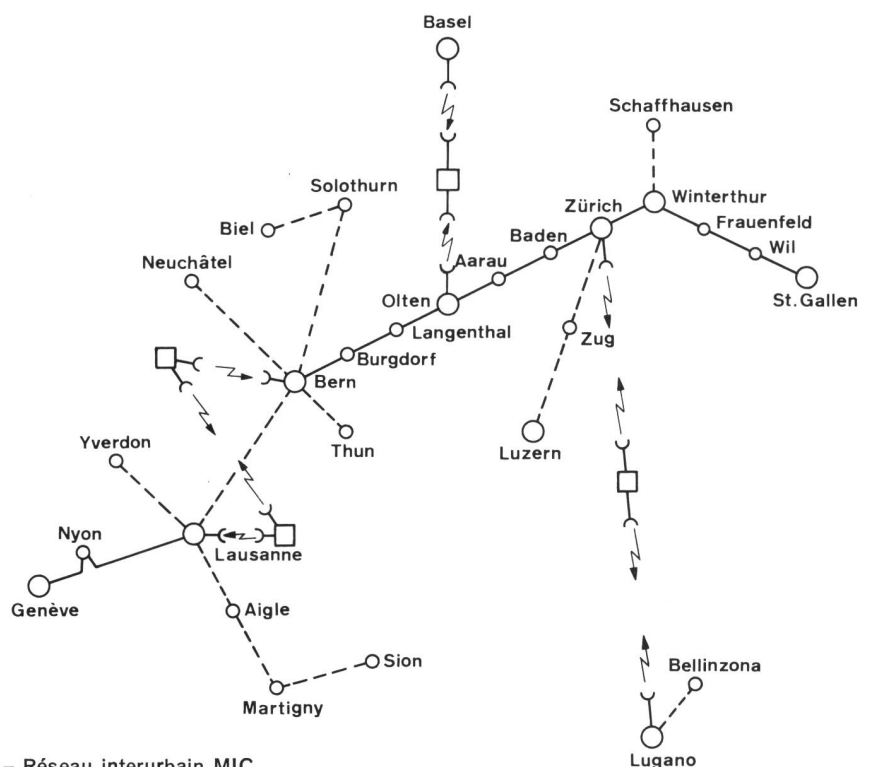 Basel
Schaffhausen
Solothurn
Zürich
Winterthur
Biel
Baden
Frauenfeld
Neuchâtel
Aarau
Wil
Olten
St.Gallen
Langenthal
Zug
Burgdorf
Bern
Yverdon
Thun
Luzern
Nyon
Lausanne
Genève
Aigle
Sion
Bellinzona
Martigny
Lugano
– Réseau interurbain MIC